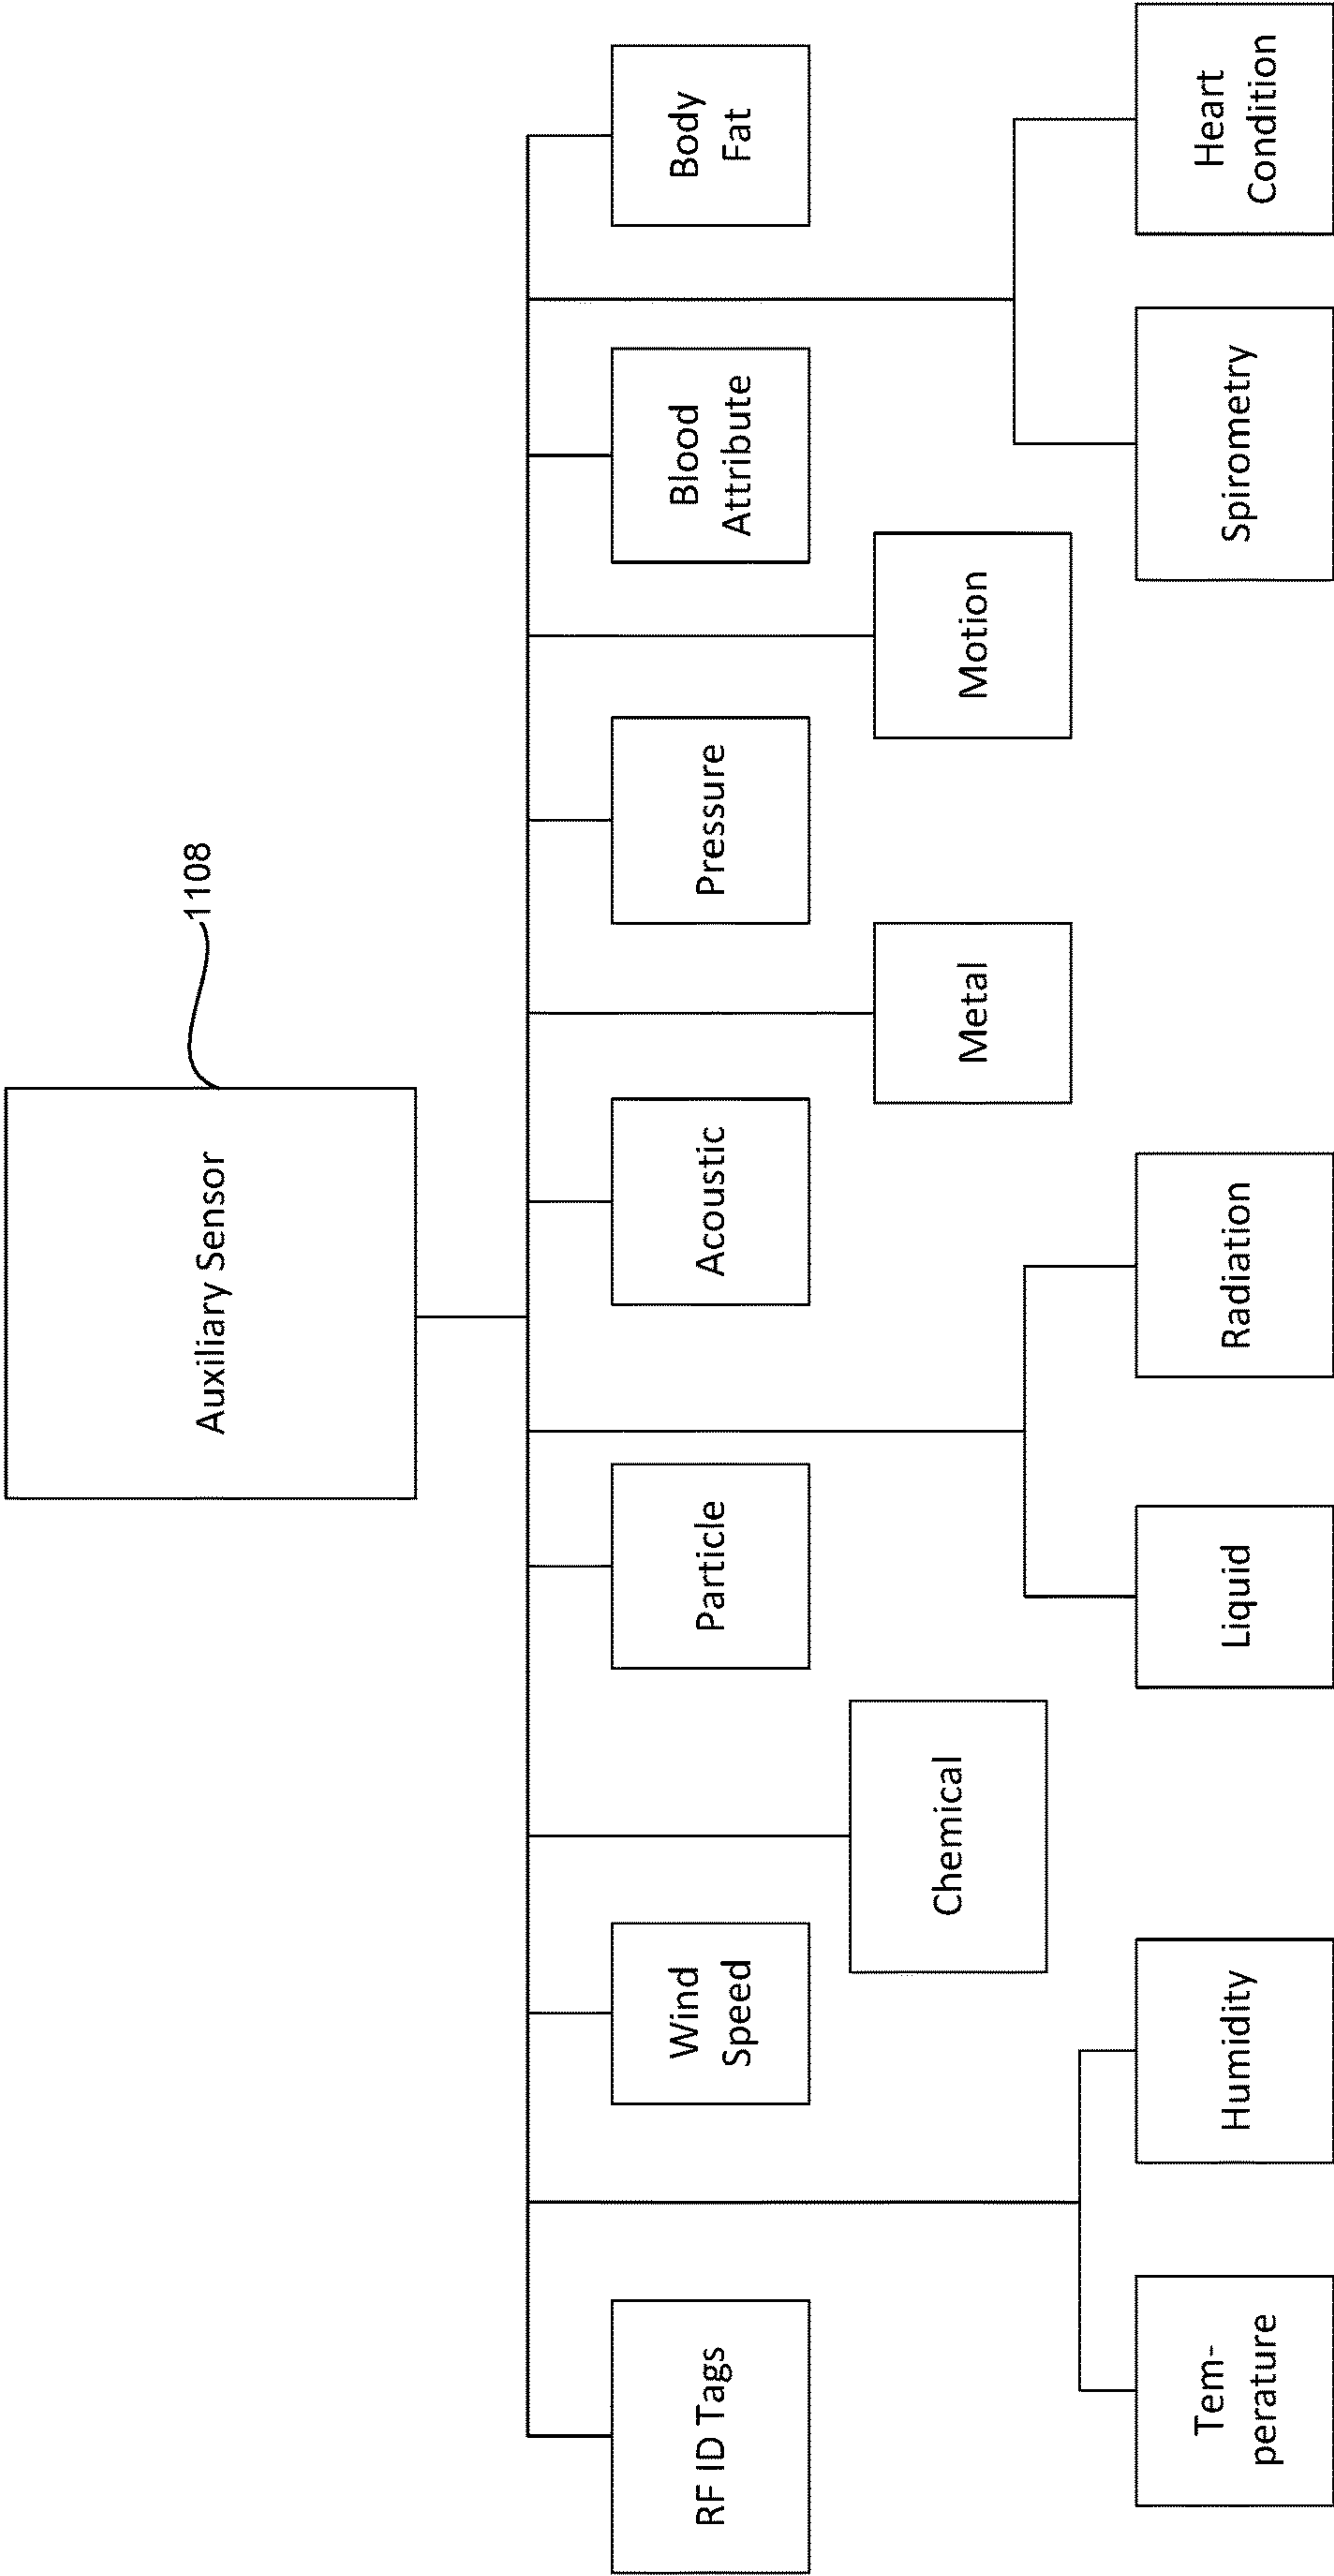 Auxiliary Sensor
1108
RF ID Tags
Wind
Speed
Particle
Acoustic
Pressure
Blood
Attribute
Body
Fat
Chemical
Metal
Motion
Tem-
perature
Humidity
Liquid
Radiation
Spirometry
Heart
Condition